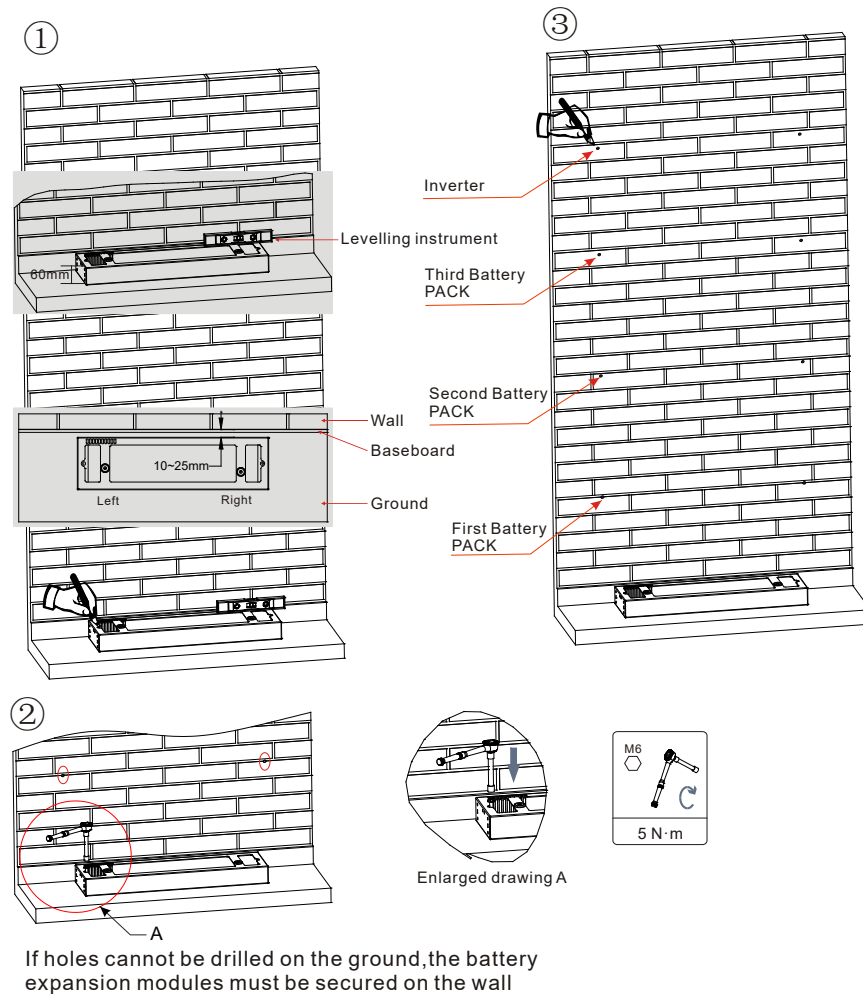 ①
Levelling instrument
60mm
Wall
Baseboard
10~25mm
Left
Right
Ground
③
Inverter
Third Battery
PACK
Second Battery
PACK
First Battery
PACK
②
A
Enlarged drawing A
M6
5 N·m
If holes cannot be drilled on the ground,the battery
expansion modules must be secured on the wall